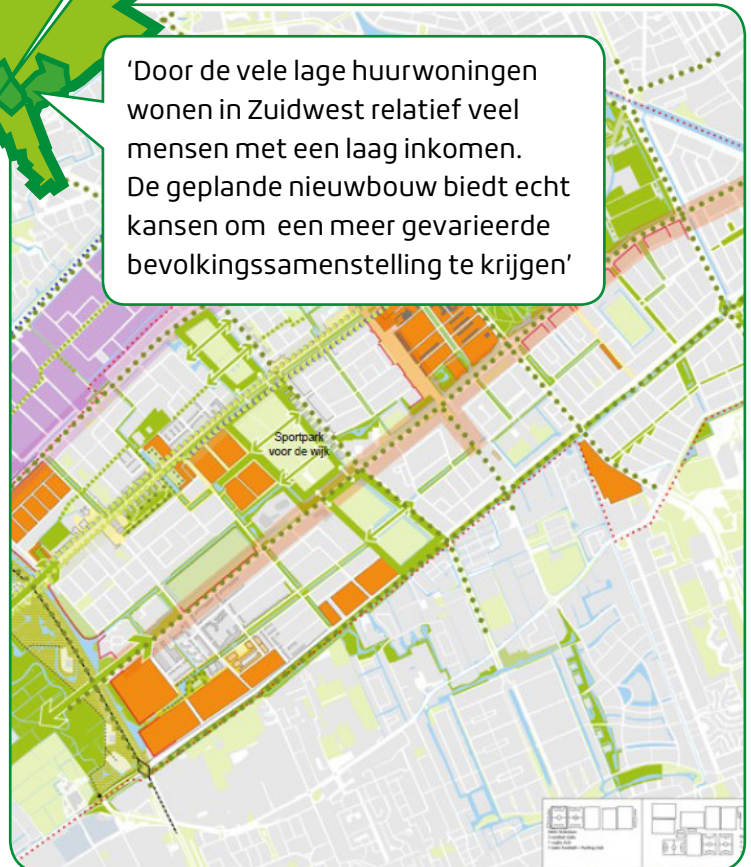 ‘Door de vele lage huurwoningen
wonen in Zuidwest relatief veel
mensen met een laag inkomen.
De geplande nieuwbouw biedt echt
kansen om een meer gevarieerde
bevolkingssamenstelling te krijgen’
Sportpark
voor de wijk